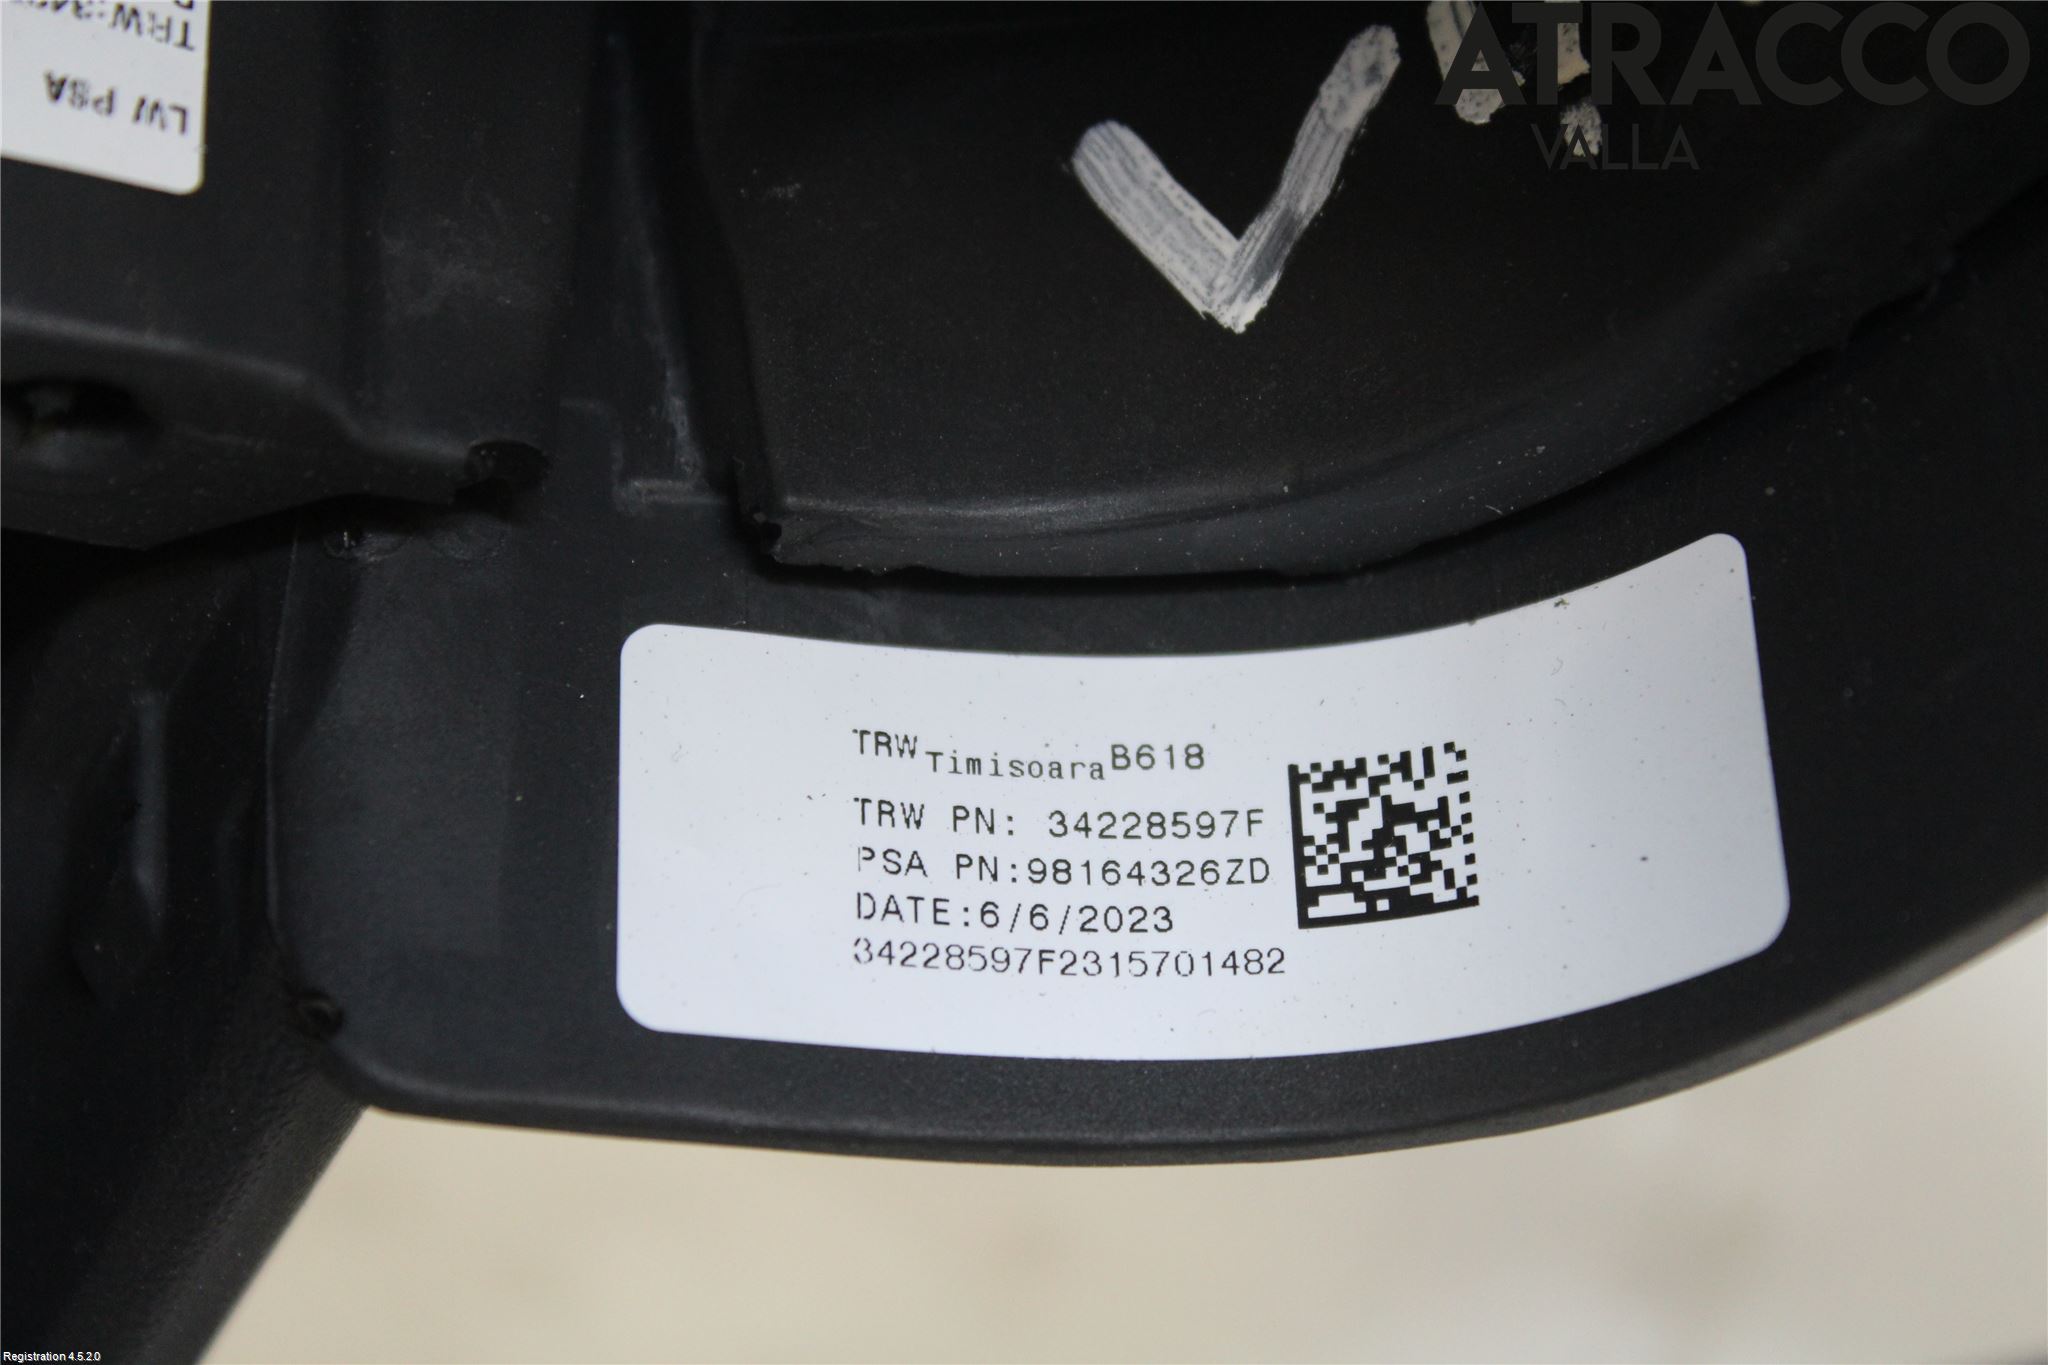 ATRACCO
VALLA
TRW:
LW PSA
TRW Timisoara B618
TRW PN: 34228597F
PSA PN:98164326ZD
DATE:6/6/2023
34228597F2315701482
Registration 4.5.2.0